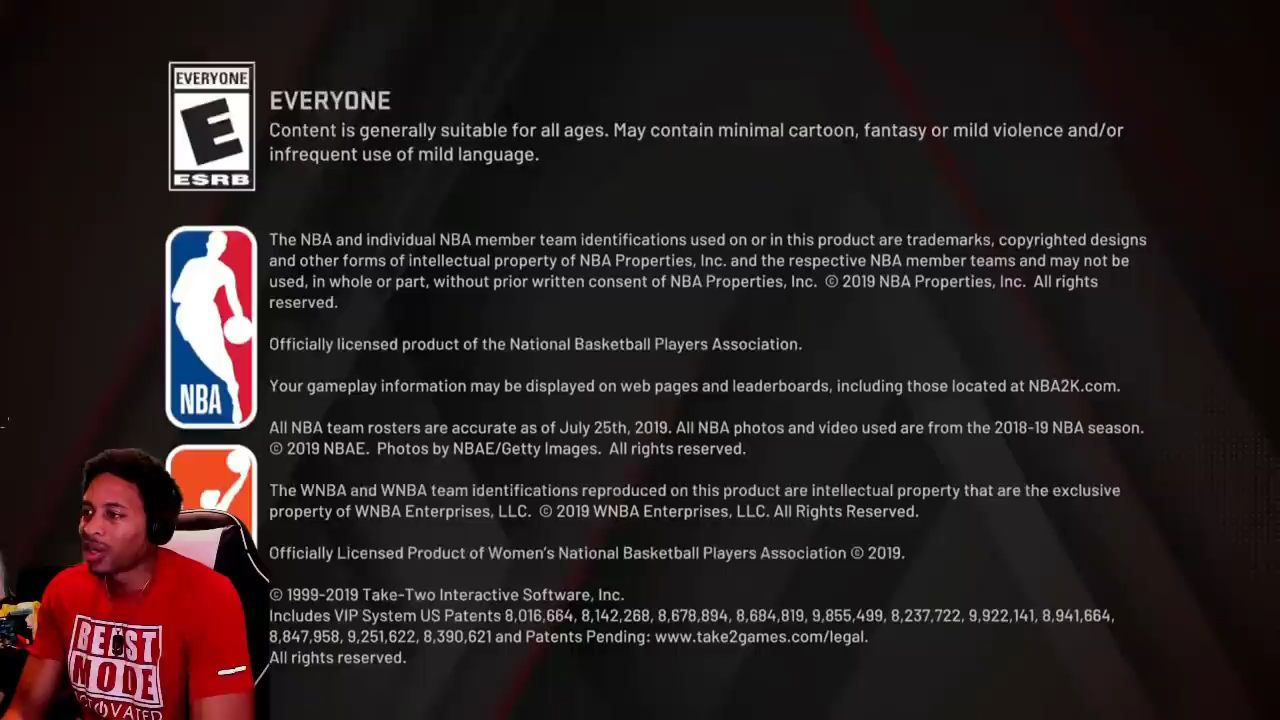 EVERYONE
E
ESRB
EVERYONE
Content is generally suitable for all ages. May contain minimal cartoon, fantasy or mild violence and/or
infrequent use of mild language.
NBA
The NBA and individual NBA member team identifications used on or in this product are trademarks, copyrighted designs
and other forms of intellectual property of NBA Properties, Inc. and the respective NBA member teams and may not be
used, in whole or part, without prior written consent of NBA Properties, Inc. © 2019 NBA Properties, Inc. All rights
reserved.
Officially licensed product of the National Basketball Players Association.
Your gameplay information may be displayed on web pages and leaderboards, including those located at NBA2K.com.
All NBA team rosters are accurate as of July 25th, 2019. All NBA photos and video used are from the 2018-19 NBA season.
© 2019 NBAE. Photos by NBAE/Getty Images. All rights reserved.
The WNBA and WNBA team identifications reproduced on this product are intellectual property that are the exclusive
property of WNBA Enterprises, LLC. © 2019 WNBA Enterprises, LLC. All Rights Reserved.
Officially Licensed Product of Women's National Basketball Players Association © 2019.
© 1999-2019 Take-Two Interactive Software, Inc.
Includes VIP System US Patents 8,016,664, 8,142,268, 8,678,894, 8,684,819, 9,855,499, 8,237,722, 9,922,141, 8,941,664,
8,847,958, 9,251,622, 8,390,621 and Patents Pending: www.take2games.com/legal.
All rights reserved.
BEAST
MODE